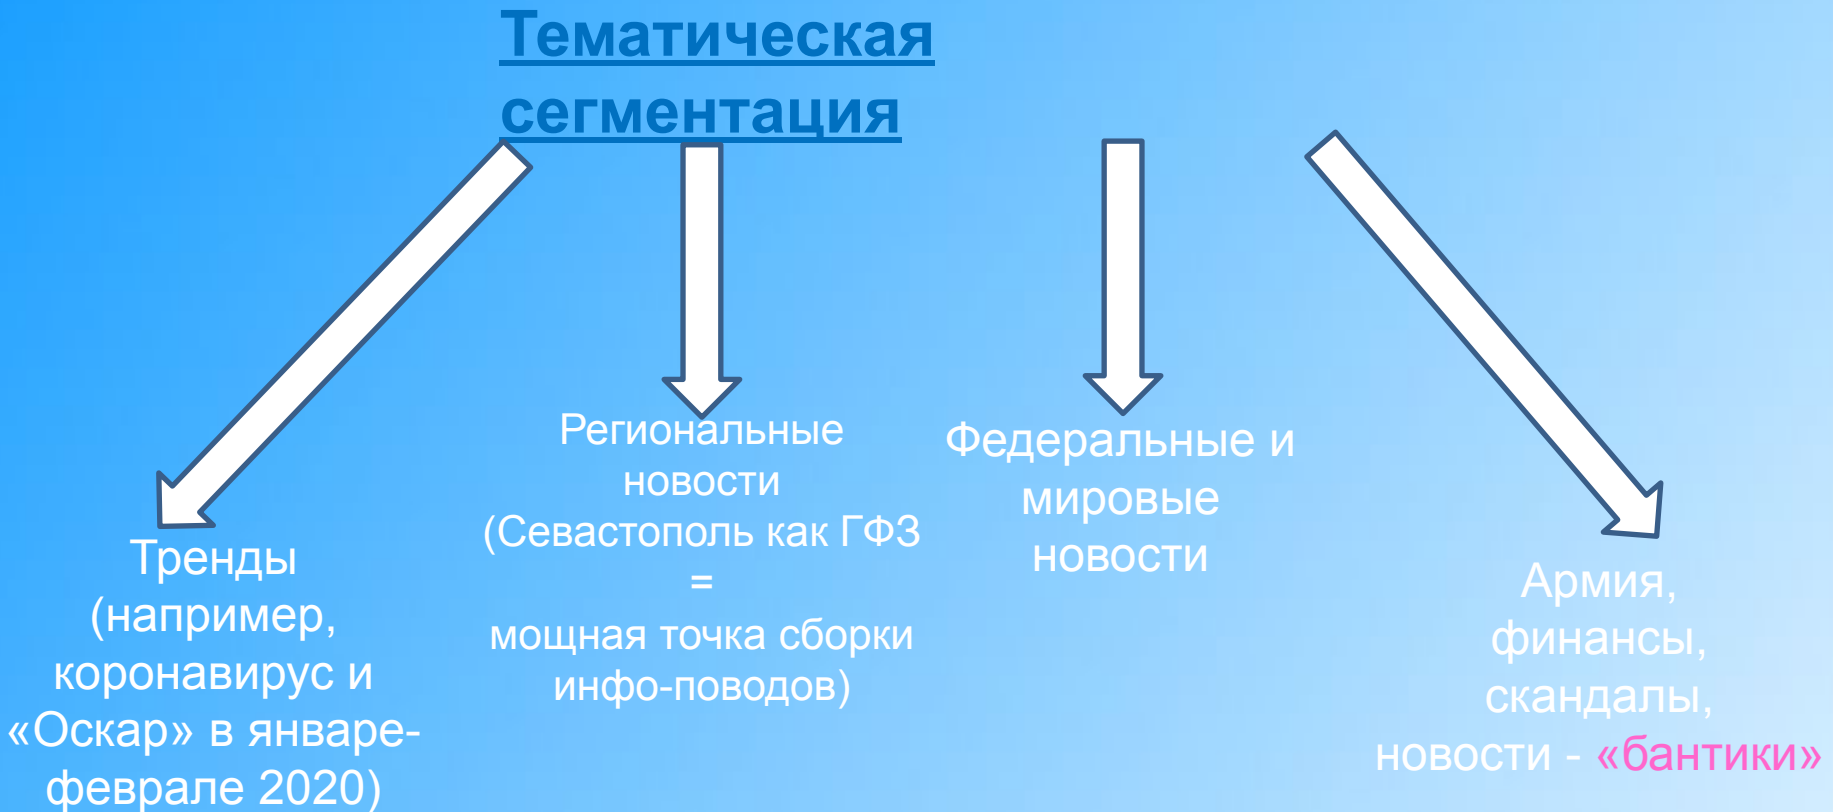 Тематическая
сегментация
Тренды
(например,
коронавирус и
«Оскар» в январе-
феврале 2020)
Региональные
новости
(Севастополь как ГФЗ
=
мощная точка сборки
инфо-поводов)
Федеральные и
мировые
новости
Армия,
финансы,
скандалы,
новости - «бантики»